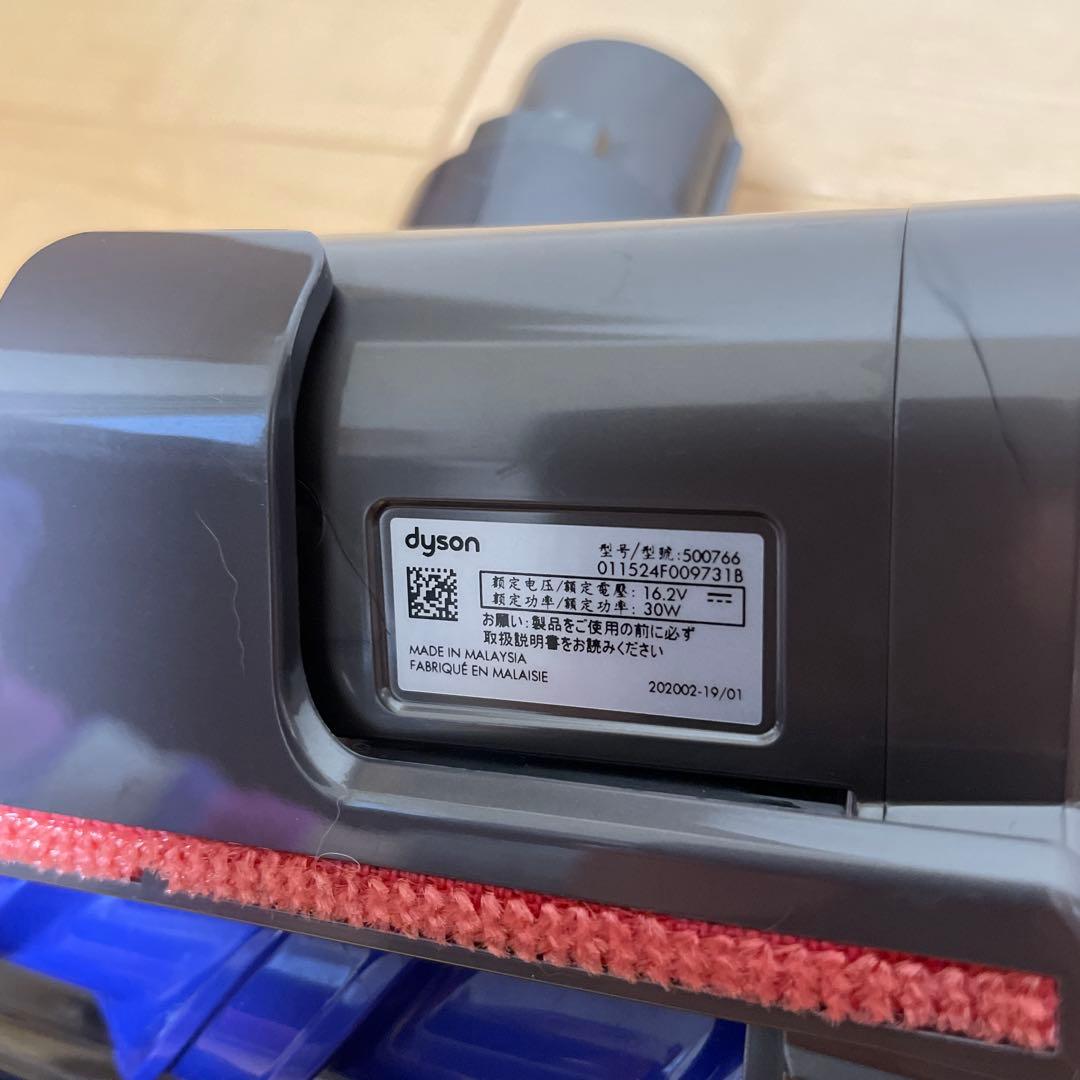 dyson
型号/型號:500766
011524F009731B
额定电压/額定電壓: 16.2V
额定功率/額定功率: 30W
お願い:製品をご使用の前に必ず
取扱説明書をお読みください
MADE IN MALAYSIA
FABRIQUÉ EN MALAISIE
202002-19/01